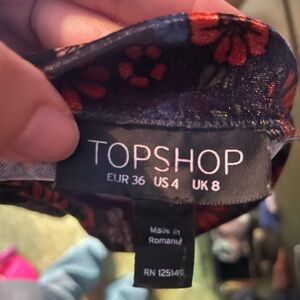 TOPSHOP
EUR 36 US 4 UK 8
Made in
Romania
RN 125149